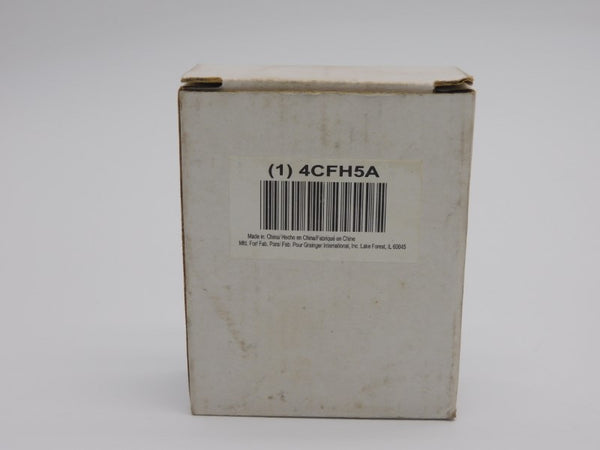 (1) 4CFH5A
Made in: China/ Hecho en China/Fabriqué en Chine
Mfd. For/ Fab. Para/ Fab. Pour Grainger International, Inc. Lake Forest, IL 60045